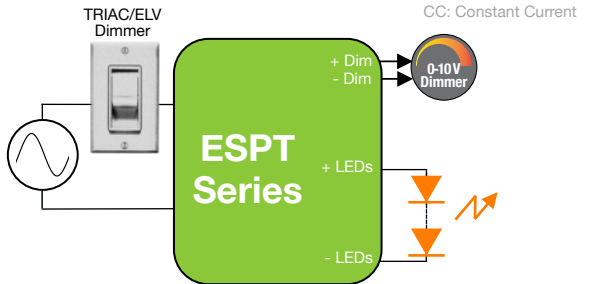 TRIAC/ELV
Dimmer
CC: Constant Current
+ Dim
- Dim
0-10V
Dimmer
ESPT
Series
+ LEDs
- LEDs